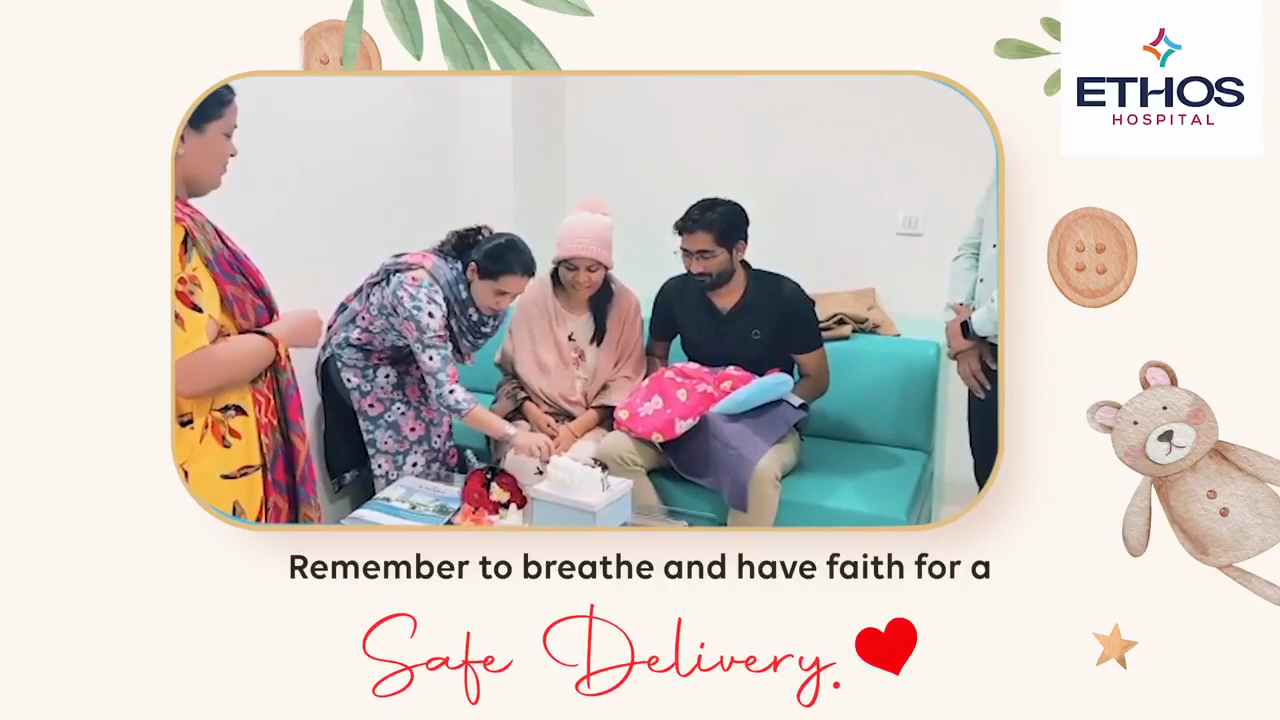 ETHOS
HOSPITAL
Remember to breathe and have faith for a
Safe Delivery.